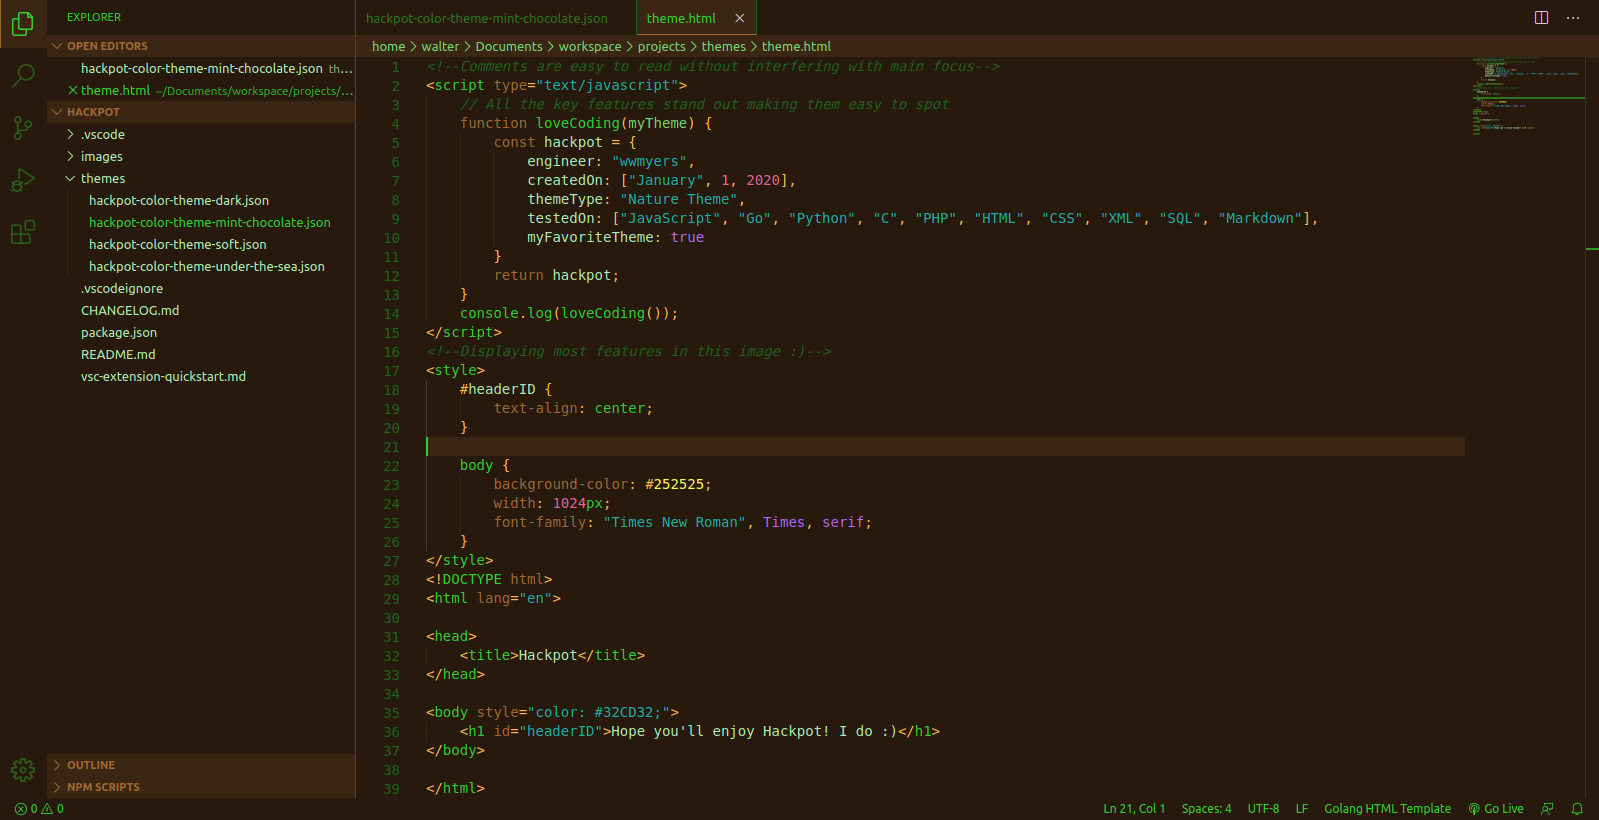 EXPLORER
OPEN EDITORS
hackpot-color-theme-mint-chocolate.json th...
theme.html ~/Documents/workspace/projects/...
HACKPOT
.vscode
images
themes
hackpot-color-theme-dark.json
hackpot-color-theme-mint-chocolate.json
hackpot-color-theme-soft.json
hackpot-color-theme-under-the-sea.json
.vscodeignore
CHANGELOG.md
package.json
README.md
vsc-extension-quickstart.md
OUTLINE
NPM SCRIPTS
hackpot-color-theme-mint-chocolate.json theme.html
home > walter > Documents > workspace > projects > themes > theme.html
1 <!--Comments are easy to read without interfering with main focus-->
2 <script type="text/javascript">
3 // All the key features stand out making them easy to spot
4 function loveCoding(myTheme) {
5 const hackpot = {
6 engineer: "wwmyers",
7 createdOn: ["January", 1, 2020],
8 themeType: "Nature Theme",
9 testedOn: ["JavaScript", "Go", "Python", "C", "PHP", "HTML", "CSS", "XML", "SQL", "Markdown"],
10 myFavoriteTheme: true
11 }
12 return hackpot;
13 }
14 console.log(loveCoding());
15 </script>
16 <!--Displaying most features in this image :)-->
17 <style>
18 #headerID {
19 text-align: center;
20 }
21
22 body {
23 background-color: #252525;
24 width: 1024px;
25 font-family: "Times New Roman", Times, serif;
26 }
27 </style>
28 <!DOCTYPE html>
29 <html lang="en">
30
31 <head>
32 <title>Hackpot</title>
33 </head>
34
35 <body style="color: #32CD32;">
36 <h1 id="headerID">Hope you'll enjoy Hackpot! I do :)</h1>
37 </body>
38
39 </html>
0 0 Ln 21, Col 1 Spaces: 4 UTF-8 LF Golang HTML Template Go Live